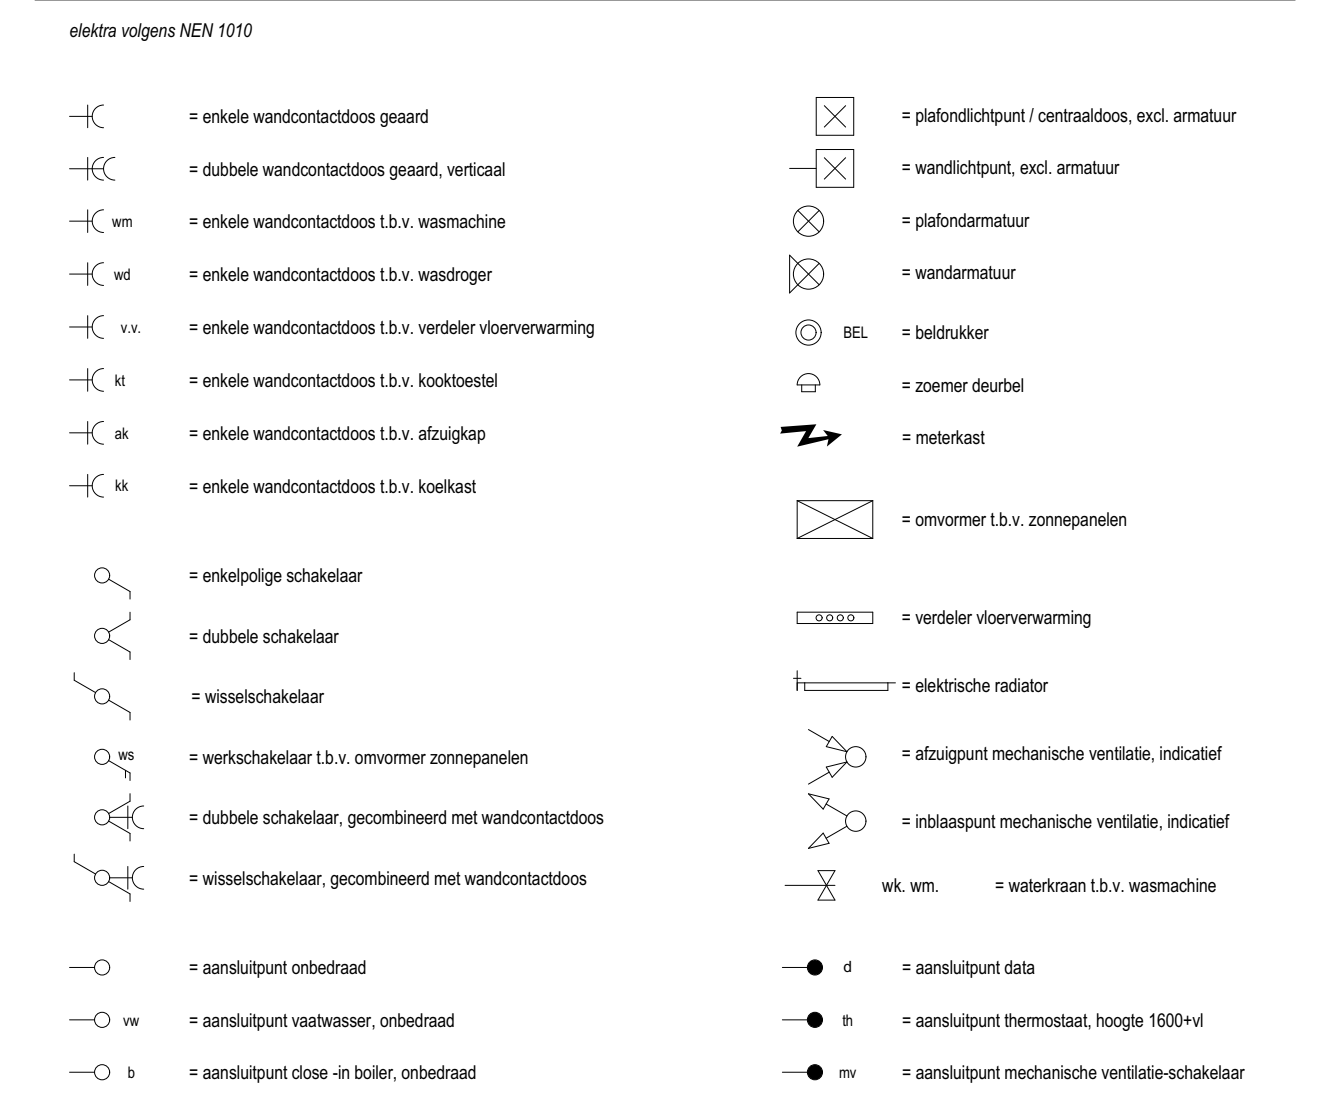 elektra volgens NEN 1010
= enkele wandcontactdoos geaard
= dubbele wandcontactdoos geaard, verticaal
wm = enkele wandcontactdoos t.b.v. wasmachine
wd = enkele wandcontactdoos t.b.v. wasdroger
v.v. = enkele wandcontactdoos t.b.v. verdeler vloerverwarming
kt = enkele wandcontactdoos t.b.v. kooktoestel
ak = enkele wandcontactdoos t.b.v. afzuigkap
kk = enkele wandcontactdoos t.b.v. koelkast
= enkelpolige schakelaar
= dubbele schakelaar
= wisselschakelaar
ws = werkschakelaar t.b.v. omvormer zonnepanelen
= dubbele schakelaar, gecombineerd met wandcontactdoos
= wisselschakelaar, gecombineerd met wandcontactdoos
= aansluitpunt onbedraad
vw = aansluitpunt vaatwasser, onbedraad
b = aansluitpunt close -in boiler, onbedraad
= plafondlichtpunt / centraaldoos, excl. armatuur
= wandlichtpunt, excl. armatuur
= plafondarmatuur
= wandarmatuur
BEL = beldrukker
= zoemer deurbel
= meterkast
= omvormer t.b.v. zonnepanelen
= verdeler vloerverwarming
= elektrische radiator
= afzuigpunt mechanische ventilatie, indicatief
= inblaaspunt mechanische ventilatie, indicatief
wk. wm. = waterkraan t.b.v. wasmachine
d = aansluitpunt data
th = aansluitpunt thermostaat, hoogte 1600+vl
mv = aansluitpunt mechanische ventilatie-schakelaar